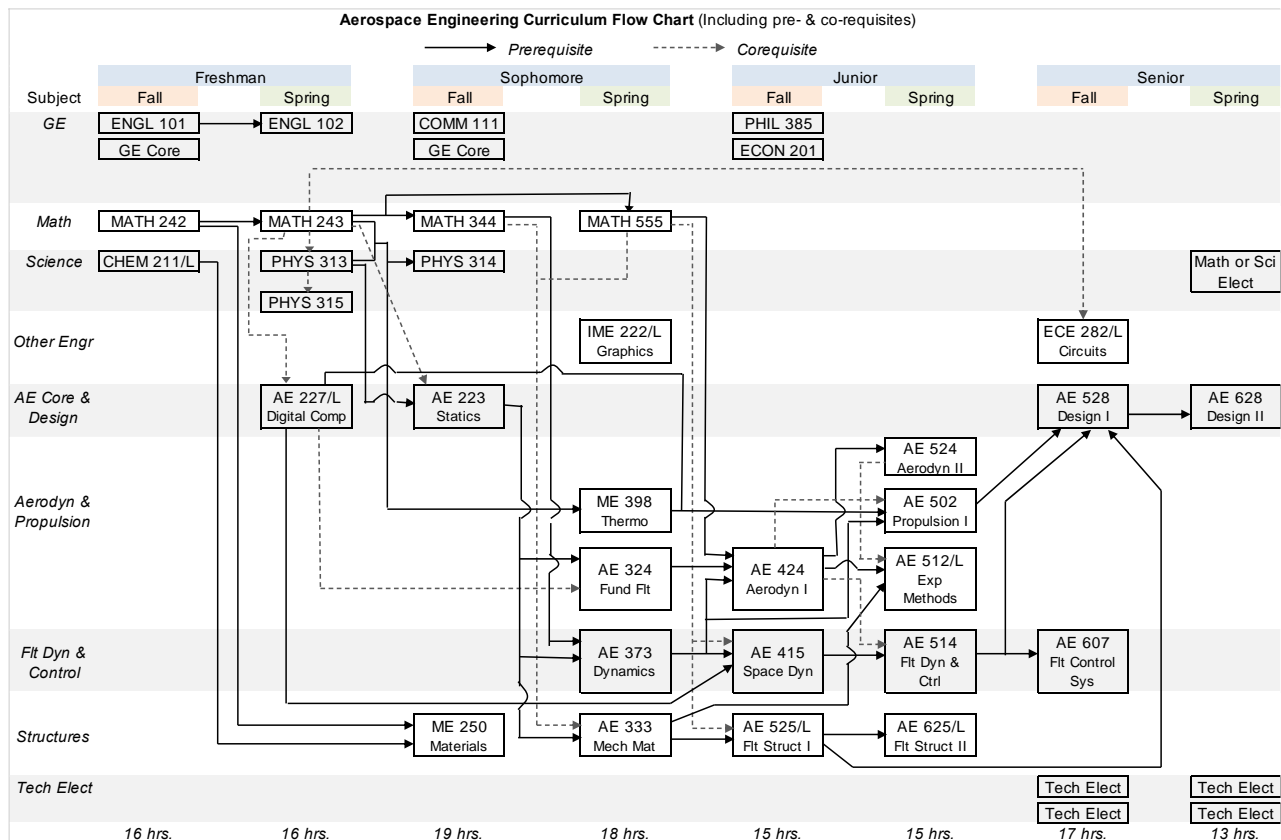 Aerospace Engineering Curriculum Flow Chart (Including pre- & co-requisites)
Prerequisite Corequisite
Freshman Sophomore Junior Senior
Subject Fall Spring Fall Spring Fall Spring Fall Spring
GE ENGL 101 ENGL 102 COMM 111 PHIL 385
GE Core GE Core ECON 201
Math MATH 242 MATH 243 MATH 344 MATH 555
Science CHEM 211/L PHYS 313 PHYS 314 Math or Sci
Elect
PHYS 315
Other Engr IME 222/L ECE 282/L
Graphics Circuits
AE Core & AE 227/L AE 223 AE 528 AE 628
Design Digital Comp Statics Design I Design II
AE 524
Aerodyn II
Aerodyn & ME 398 AE 502
Propulsion Thermo Propulsion I
AE 324 AE 424 AE 512/L
Fund Flt Aerodyn I Exp
Methods
Flt Dyn & AE 373 AE 415 AE 514 AE 607
Control Dynamics Space Dyn Flt Dyn & Flt Control
Ctrl Sys
Structures ME 250 AE 333 AE 525/L AE 625/L
Materials Mech Mat Flt Struct I Flt Struct II
Tech Elect Tech Elect Tech Elect
Tech Elect Tech Elect
16 hrs. 16 hrs. 19 hrs. 18 hrs. 15 hrs. 15 hrs. 17 hrs. 13 hrs.